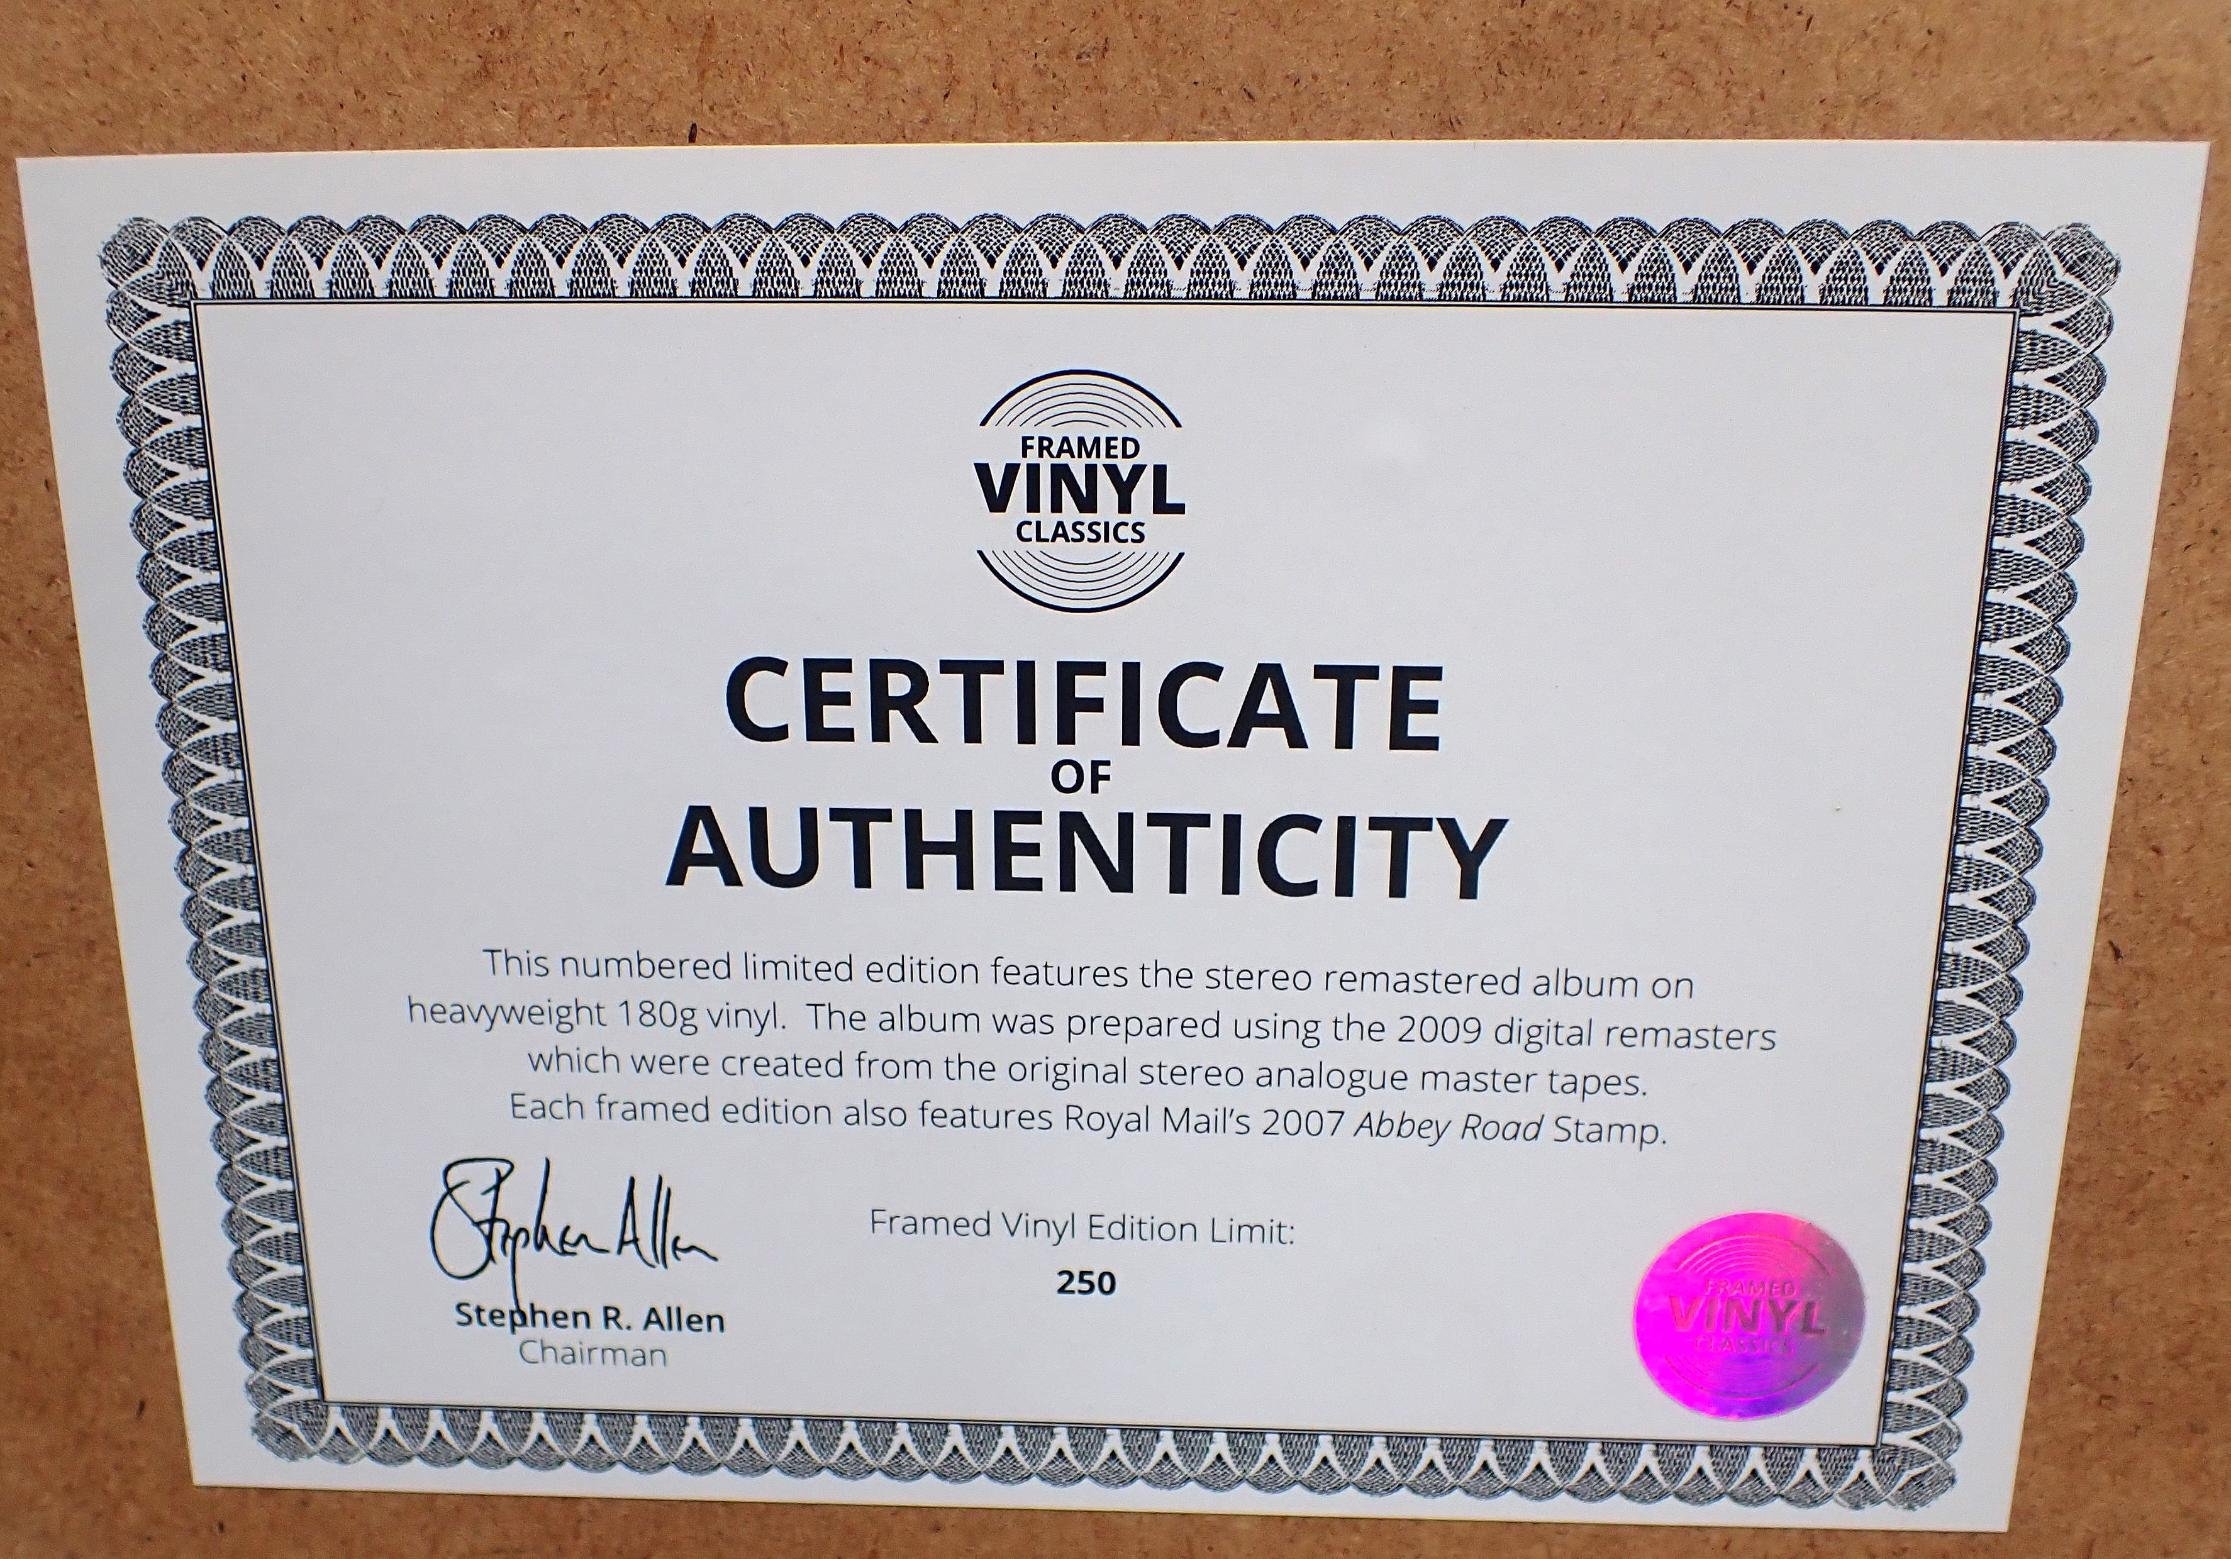 FRAMED
VINYL
CLASSICS
CERTIFICATE
OF
AUTHENTICITY
This numbered limited edition features the stereo remastered album on
heavyweight 180g vinyl.  The album was prepared using the 2009 digital remasters
which were created from the original stereo analogue master tapes.
Each framed edition also features Royal Mail’s 2007 Abbey Road Stamp.
Stephen Allen
Stephen R. Allen
Chairman
Framed Vinyl Edition Limit:
250
FRAMED
VINYL
CLASSICS